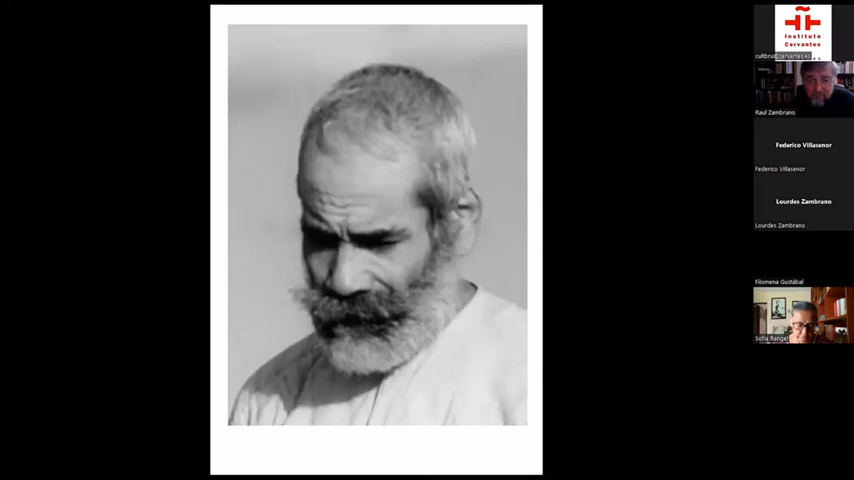 Instituto
Cervantes
Raul Zambrano
Federico Villasenor
Federico Villasenor
Lourdes Zambrano
Lourdes Zambrano
Filomena Gustábal
Sofia Rangel